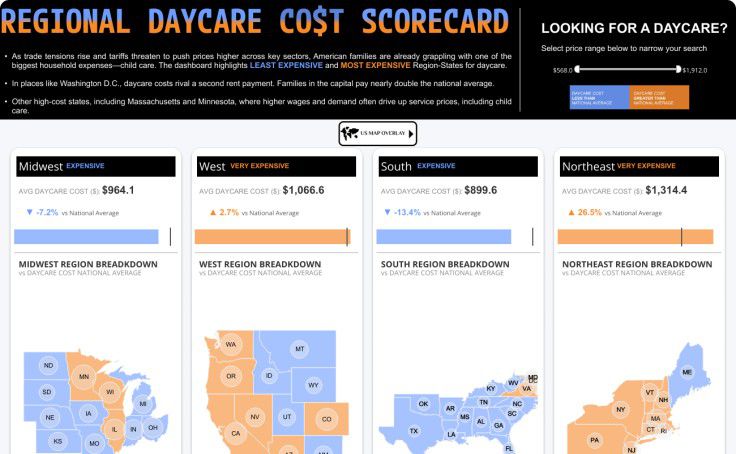 REGIONAL DAYCARE CO$T SCORECARD
• As trade tensions rise and tariffs threaten to push prices higher across key sectors, American families are already grappling with one of the
biggest household expenses—child care. The dashboard highlights LEAST EXPENSIVE and MOST EXPENSIVE Region-States for daycare.
• In places like Washington D.C., daycare costs rival a second rent payment. Families in the capital pay nearly double the national average.
• Other high-cost states, including Massachusetts and Minnesota, where higher wages and demand often drive up service prices, including child
care.
LOOKING FOR A DAYCARE?
Select price range below to narrow your search
$568.0 $1,912.0
DAYCARE COST
LESS THAN
NATIONAL AVERAGE
DAYCARE COST
GREATER THAN
NATIONAL AVERAGE
US MAP OVERLAY
Midwest EXPENSIVE
AVG DAYCARE COST ($): $964.1
▼ -7.2% vs National Average
MIDWEST REGION BREAKDOWN
vs DAYCARE COST NATIONAL AVERAGE
ND
MN
SD
WI
MI
NE
IA
IL
IN
OH
KS
MO
West VERY EXPENSIVE
AVG DAYCARE COST ($): $1,066.6
▲ 2.7% vs National Average
WEST REGION BREAKDOWN
vs DAYCARE COST NATIONAL AVERAGE
WA
MT
OR
ID
WY
NV
UT
CO
CA
South EXPENSIVE
AVG DAYCARE COST ($): $899.6
▼ -13.4% vs National Average
SOUTH REGION BREAKDOWN
vs DAYCARE COST NATIONAL AVERAGE
MD
DC
WV
KY
VA
OK
TN
NC
AR
SC
MS
AL
GA
TX
LA
FL
Northeast VERY EXPENSIVE
AVG DAYCARE COST ($): $1,314.4
▲ 26.5% vs National Average
NORTHEAST REGION BREAKDOWN
vs DAYCARE COST NATIONAL AVERAGE
ME
VT
NH
NY
MA
CT
RI
PA
NJ